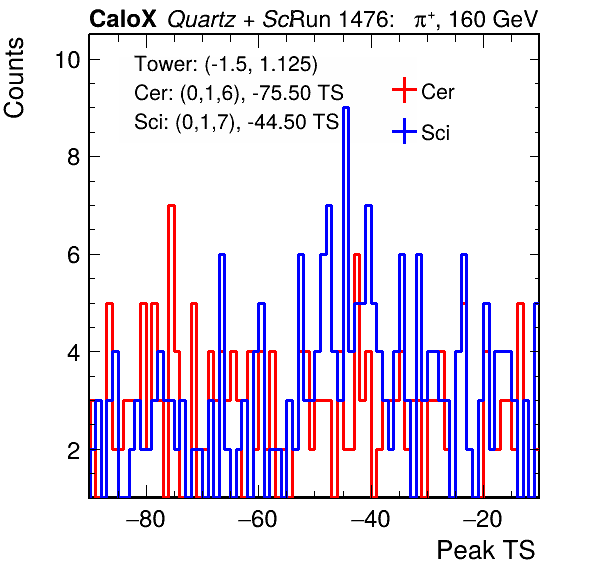 CaloX Quartz + Sci Run 1476: π⁺, 160 GeV
Counts
Tower: (-1.5, 1.125)
Cer: (0,1,6), -75.50 TS
Sci: (0,1,7), -44.50 TS
Cer
Sci
10
8
6
4
2
−80 −60 −40 −20
Peak TS